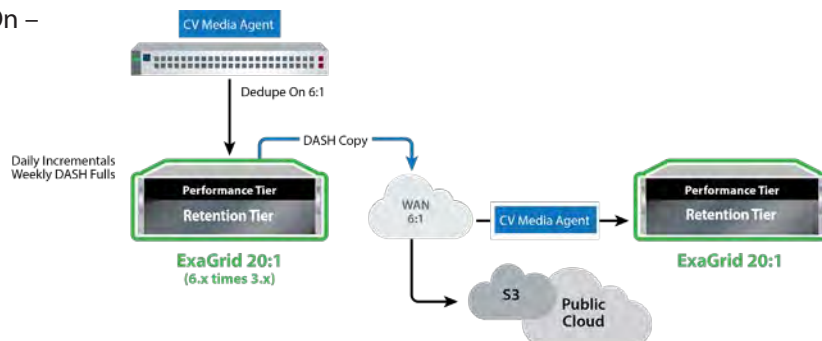 On –
CV Media Agent
Dedupe On 6:1
DASH Copy
Daily Incrementals
Weekly DASH Fulls
Performance Tier
Retention Tier
ExaGrid 20:1
(6.x times 3.x)
WAN
6:1
CV Media Agent
Performance Tier
Retention Tier
ExaGrid 20:1
S3
Public
Cloud